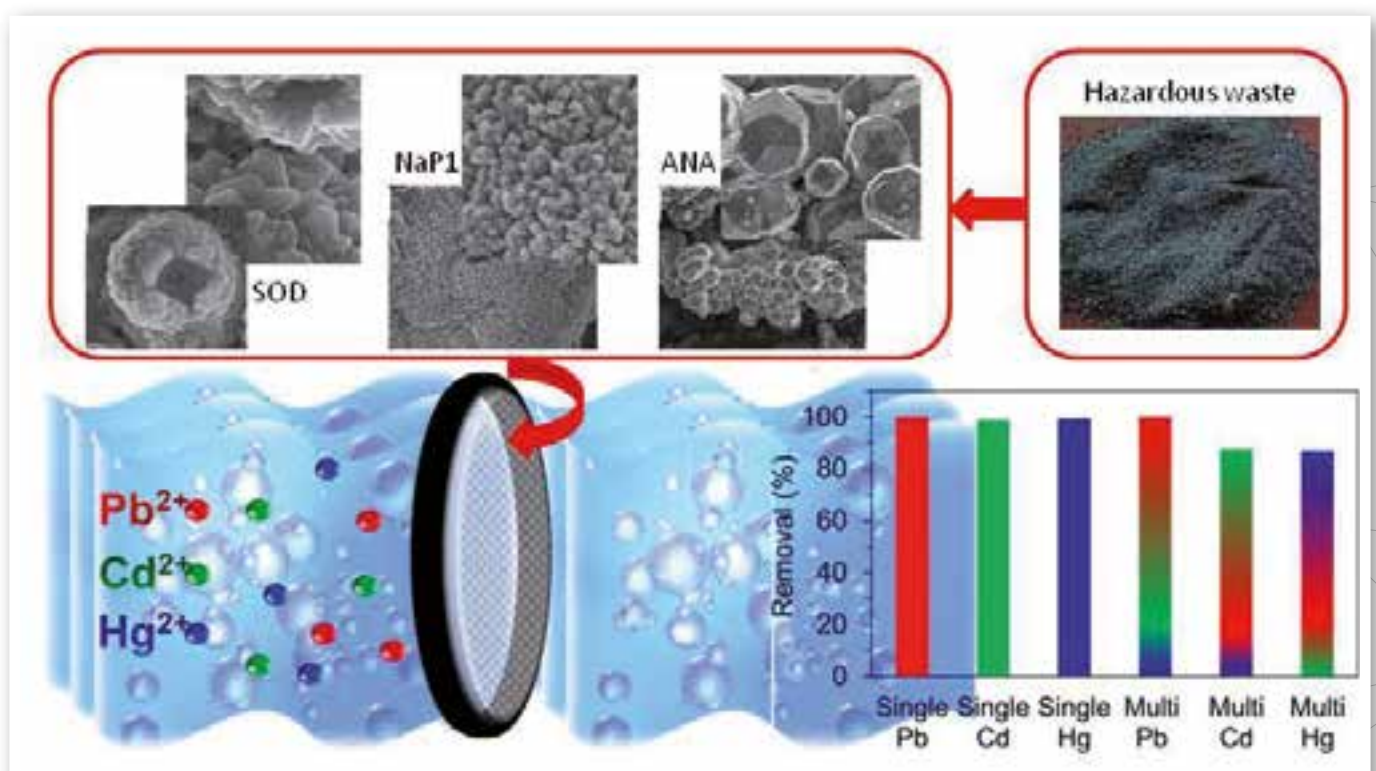 Hazardous waste
NaP1
ANA
SOD
Pb2+
Cd2+
Hg2+
Removal (%)
100
80
60
40
20
0
Single Single Single Multi Multi Multi
Pb Cd Hg Pb Cd Hg